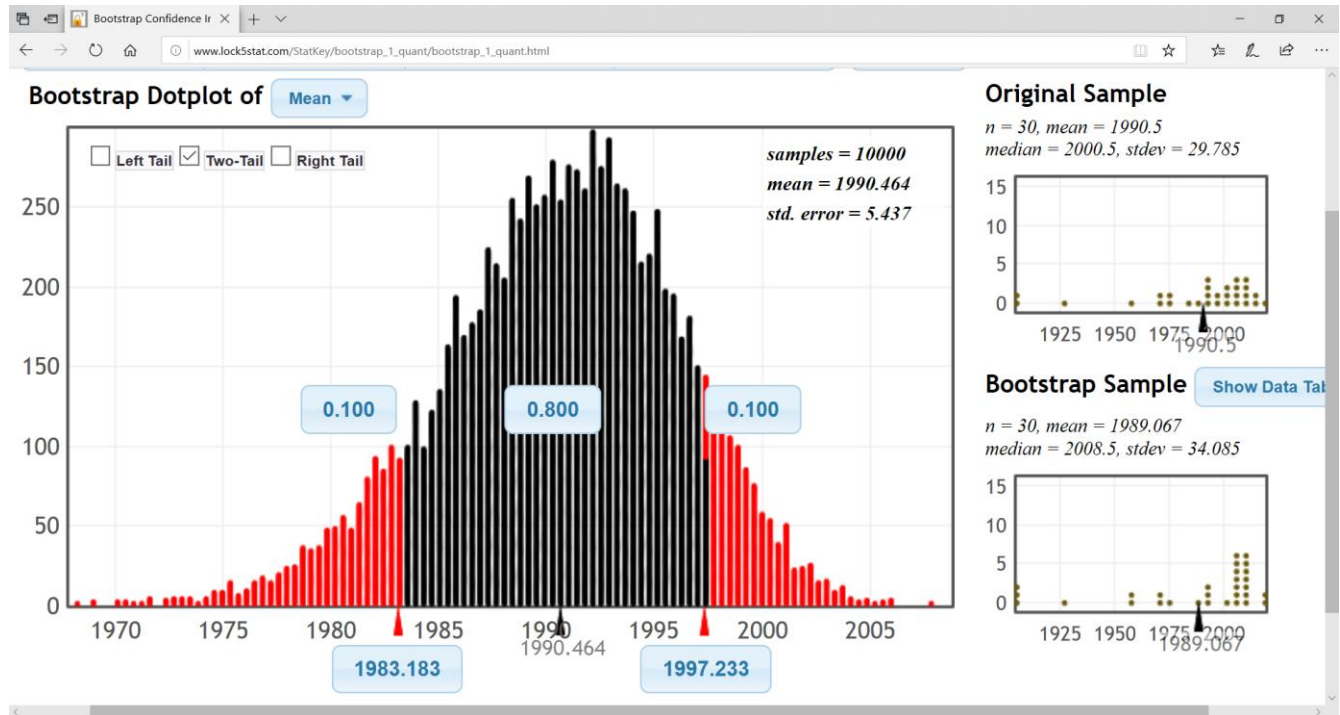 Bootstrap Confidence Ir
www.lock5stat.com/StatKey/bootstrap_1_quant/bootstrap_1_quant.html
Bootstrap Dotplot of Mean
Left Tail Two-Tail Right Tail
samples = 10000
mean = 1990.464
std. error = 5.437
250
200
150
100
50
0
0.100 0.800 0.100
1970 1975 1980 1985 1990 1995 2000 2005
1990.464
1983.183 1997.233
Original Sample
n = 30, mean = 1990.5
median = 2000.5, stdev = 29.785
15
10
5
0
1925 1950 1975 2000
1990.5
Bootstrap Sample Show Data Tab
n = 30, mean = 1989.067
median = 2008.5, stdev = 34.085
15
10
5
0
1925 1950 1975 2000
1989.067